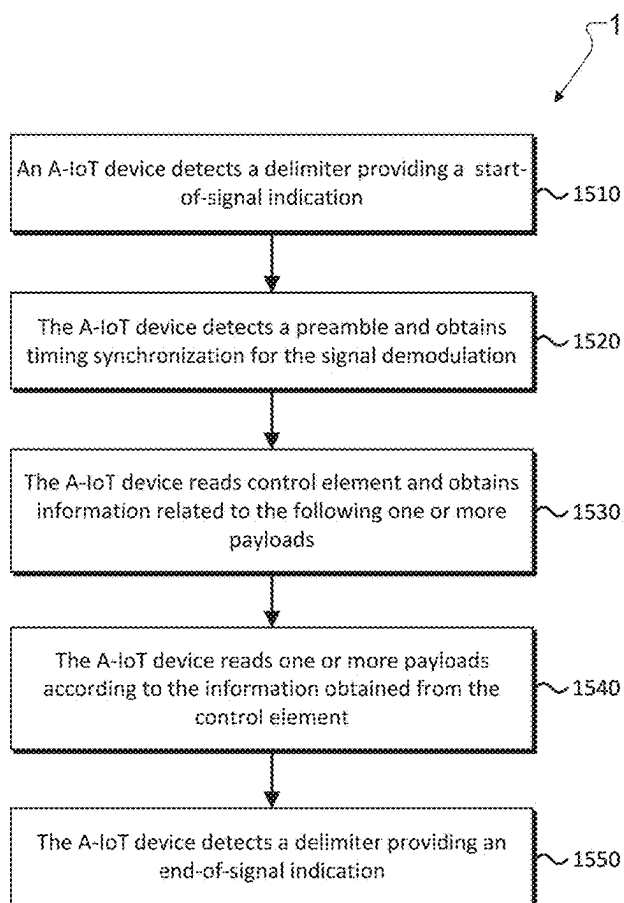 1
An A-IoT device detects a delimiter providing a start-
of-signal indication
1510
The A-IoT device detects a preamble and obtains
timing synchronization for the signal demodulation
1520
The A-IoT device reads control element and obtains
information related to the following one or more
payloads
1530
The A-IoT device reads one or more payloads
according to the information obtained from the
control element
1540
The A-IoT device detects a delimiter providing an
end-of-signal indication
1550